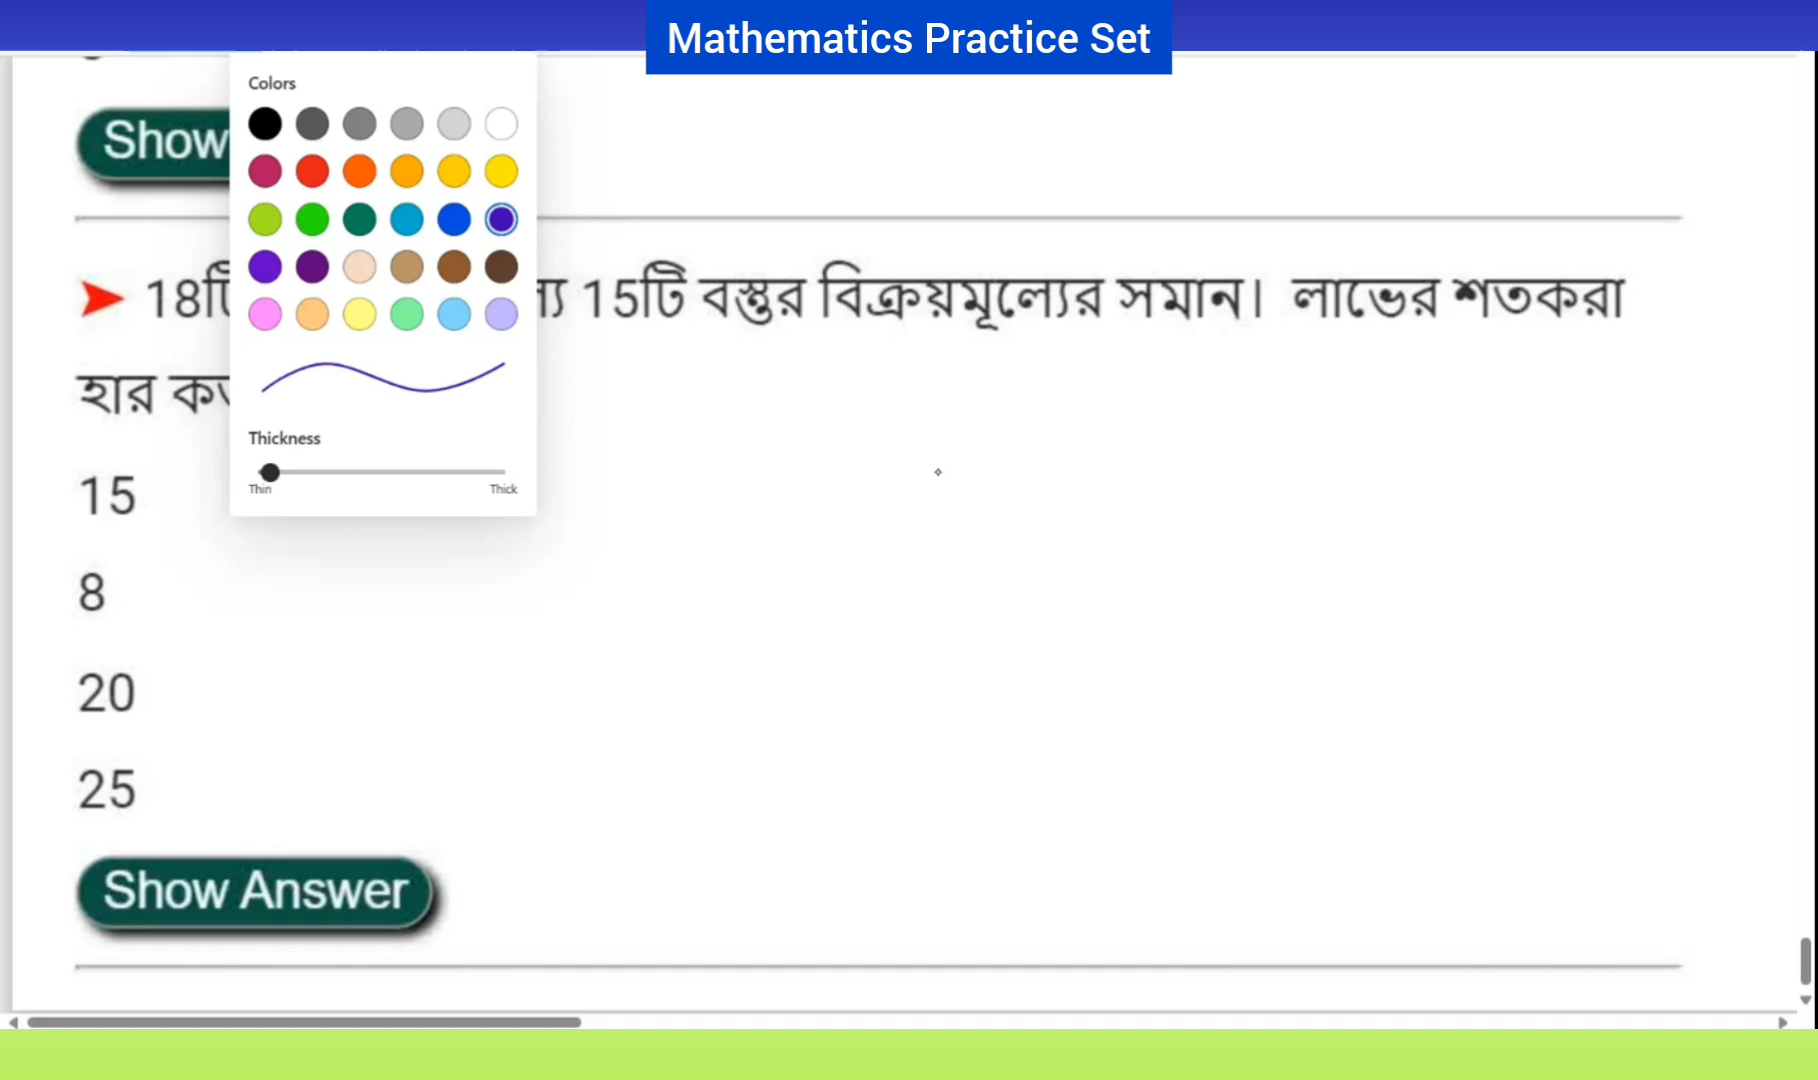 Mathematics Practice Set
Colors
Show
18টি 15টি বস্তুর বিক্রয়মূল্যের সমান। লাভের শতকরা
হার
Thickness
Thin Thick
15
8
20
25
Show Answer